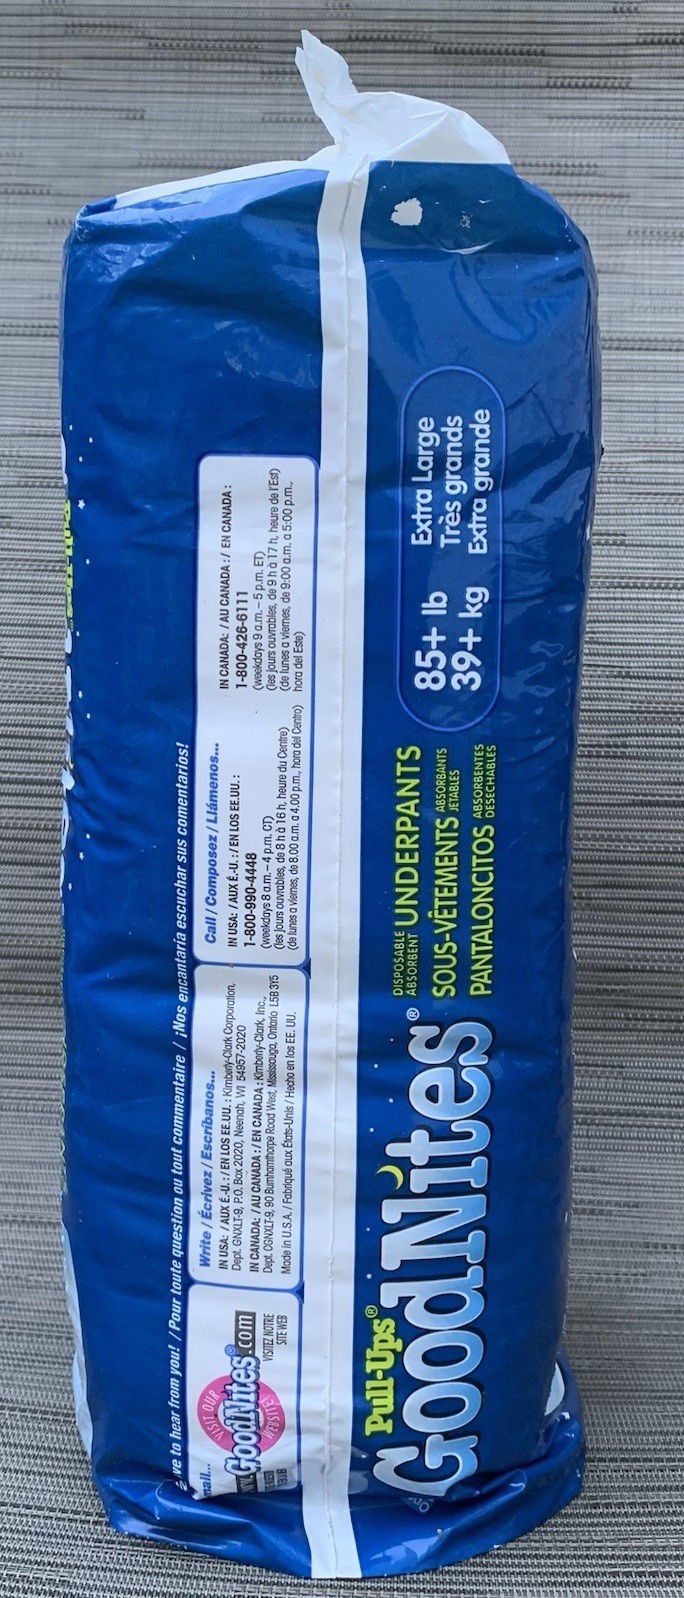 ve to hear from you! / Pour toute question ou tout commentaire / ¡Nos encantaría escuchar sus comentarios!
VISIT OUR
GoodNites®.com
WEBSITE!
VISITEZ NOTRE
SITE WEB
Write / Écrivez / Escríbanos...
IN USA: / AUX É.-U. : / EN LOS EE.UU. : Kimberly-Clark Corporation,
Dept. GNXLT-9, P.O. Box 2020, Neenah, WI 54957-2020
IN CANADA: / AU CANADA : / EN CANADA : Kimberly-Clark, Inc.,
Dept. CGNXLT-9, 90 Burnhamthorpe Road West, Mississauga, Ontario L5B 3Y5
Made in U.S.A. / Fabriqué aux États-Unis / Hecho en los EE. UU.
Call / Composez / Llámenos...
IN USA: / AUX É.-U. : / EN LOS EE.UU. :
1-800-990-4448
(weekdays 8 a.m. – 4 p.m. CT)
(les jours ouvrables, de 8 h à 16 h, heure du Centre)
(de lunes a viernes, de 8:00 a.m. a 4:00 p.m., hora del Centro)
IN CANADA: / AU CANADA : / EN CANADA :
1-800-426-6111
(weekdays 9 a.m. – 5 p.m. ET)
(les jours ouvrables, de 9 h à 17 h, heure de l'Est)
(de lunes a viernes, de 9:00 a.m. a 5:00 p.m.,
hora del Este)
Pull-Ups®
GoodNites®
DISPOSABLE
ABSORBENT UNDERPANTS
SOUS-VÊTEMENTS ABSORBANTS
JETABLES
PANTALONCITOS ABSORBENTES
DESECHABLES
85+ lb
39+ kg
Extra Large
Très grands
Extra grande